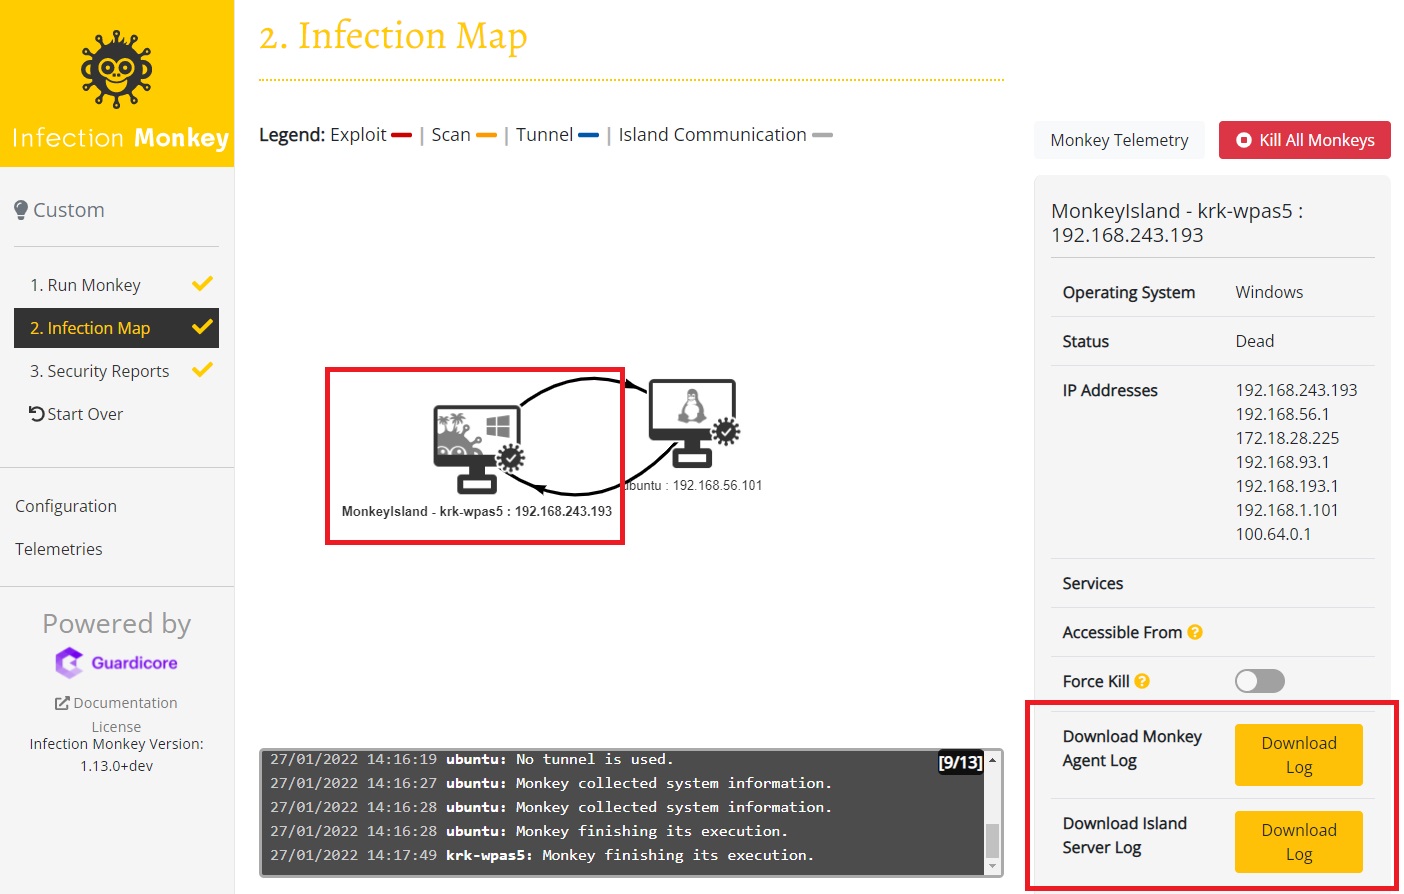 Infection Monkey
Custom
1. Run Monkey
2. Infection Map
3. Security Reports
Start Over
Configuration
Telemetries
Powered by
Guardicore
Documentation
License
Infection Monkey Version:
1.13.0+dev
2. Infection Map
Legend: Exploit | Scan | Tunnel | Island Communication
MonkeyIsland - krk-wpas5 : 192.168.243.193
ubuntu : 192.168.56.101
27/01/2022 14:16:19 ubuntu: No tunnel is used.
27/01/2022 14:16:27 ubuntu: Monkey collected system information.
27/01/2022 14:16:28 ubuntu: Monkey collected system information.
27/01/2022 14:16:28 ubuntu: Monkey finishing its execution.
27/01/2022 14:17:49 krk-wpas5: Monkey finishing its execution.
[9/13]
Monkey Telemetry
Kill All Monkeys
MonkeyIsland - krk-wpas5 :
192.168.243.193
Operating System Windows
Status Dead
IP Addresses 192.168.243.193
192.168.56.1
172.18.28.225
192.168.93.1
192.168.193.1
192.168.1.101
100.64.0.1
Services
Accessible From ?
Force Kill ?
Download Monkey
Agent Log
Download
Log
Download Island
Server Log
Download
Log